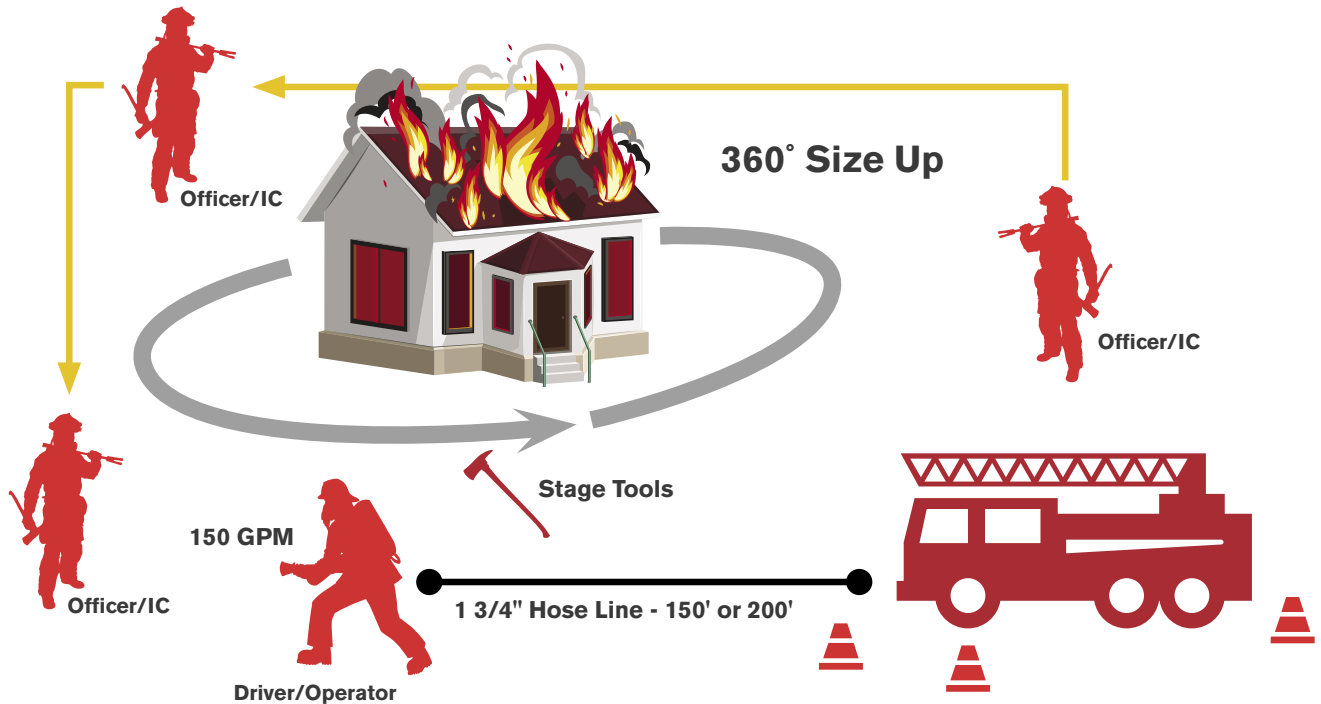 360° Size Up
Officer/IC
Officer/IC
Stage Tools
150 GPM
Officer/IC
1 3/4" Hose Line - 150' or 200'
Driver/Operator